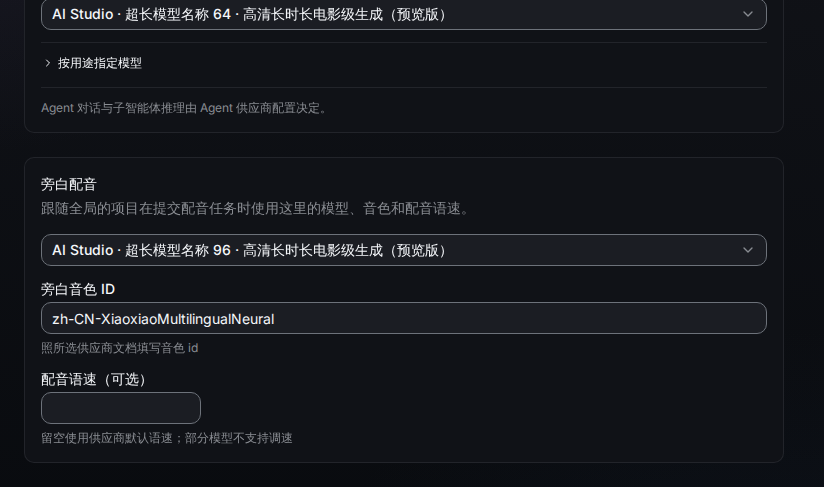 AI Studio · 超长模型名称 64 · 高清长时长电影级生成（预览版）
按用途指定模型
Agent 对话与子智能体推理由 Agent 供应商配置决定。
旁白配音
跟随全局的项目在提交配音任务时使用这里的模型、音色和配音语速。
AI Studio · 超长模型名称 96 · 高清长时长电影级生成（预览版）
旁白音色 ID
zh-CN-XiaoxiaoMultilingualNeural
照所选供应商文档填写音色 id
配音语速（可选）
留空使用供应商默认语速；部分模型不支持调速